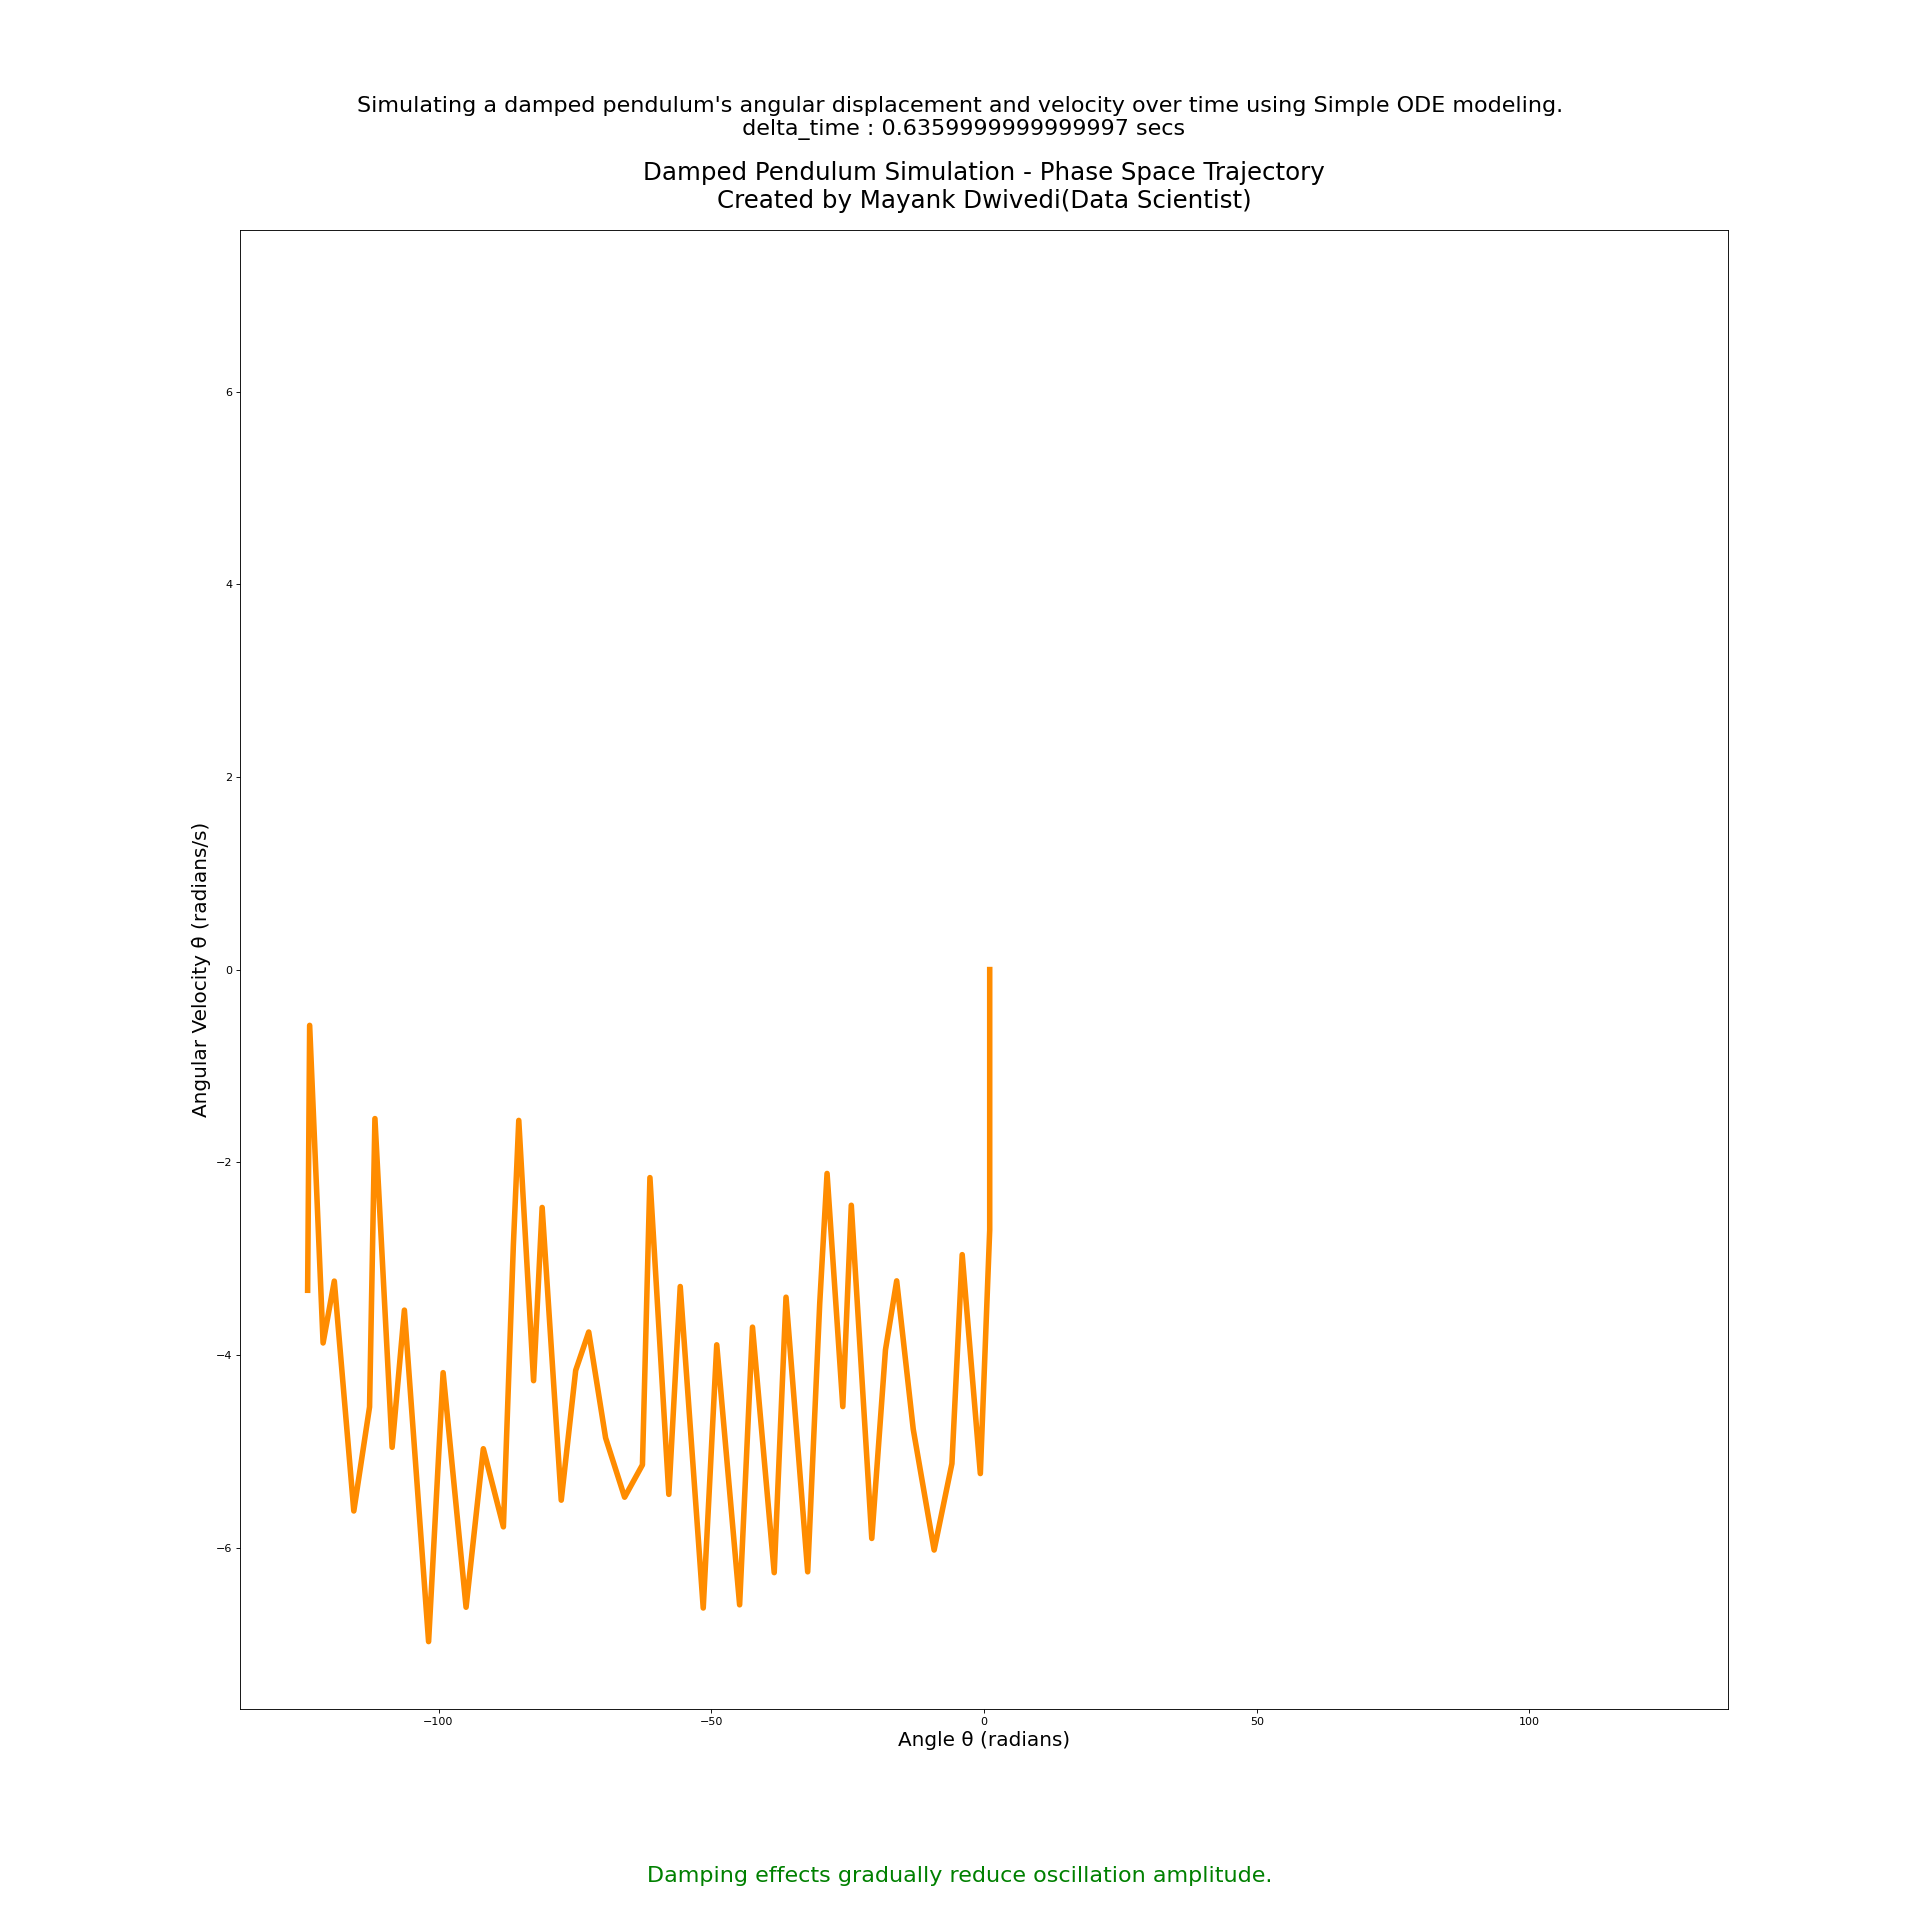 Simulating a damped pendulum's angular displacement and velocity over time using Simple ODE modeling.
delta_time : 0.6359999999999997 secs
Damped Pendulum Simulation - Phase Space Trajectory
Created by Mayank Dwivedi(Data Scientist)
Angular Velocity θ (radians/s)
6
4
2
0
−2
−4
−6
−100
−50
0
50
100
Angle θ (radians)
Damping effects gradually reduce oscillation amplitude.